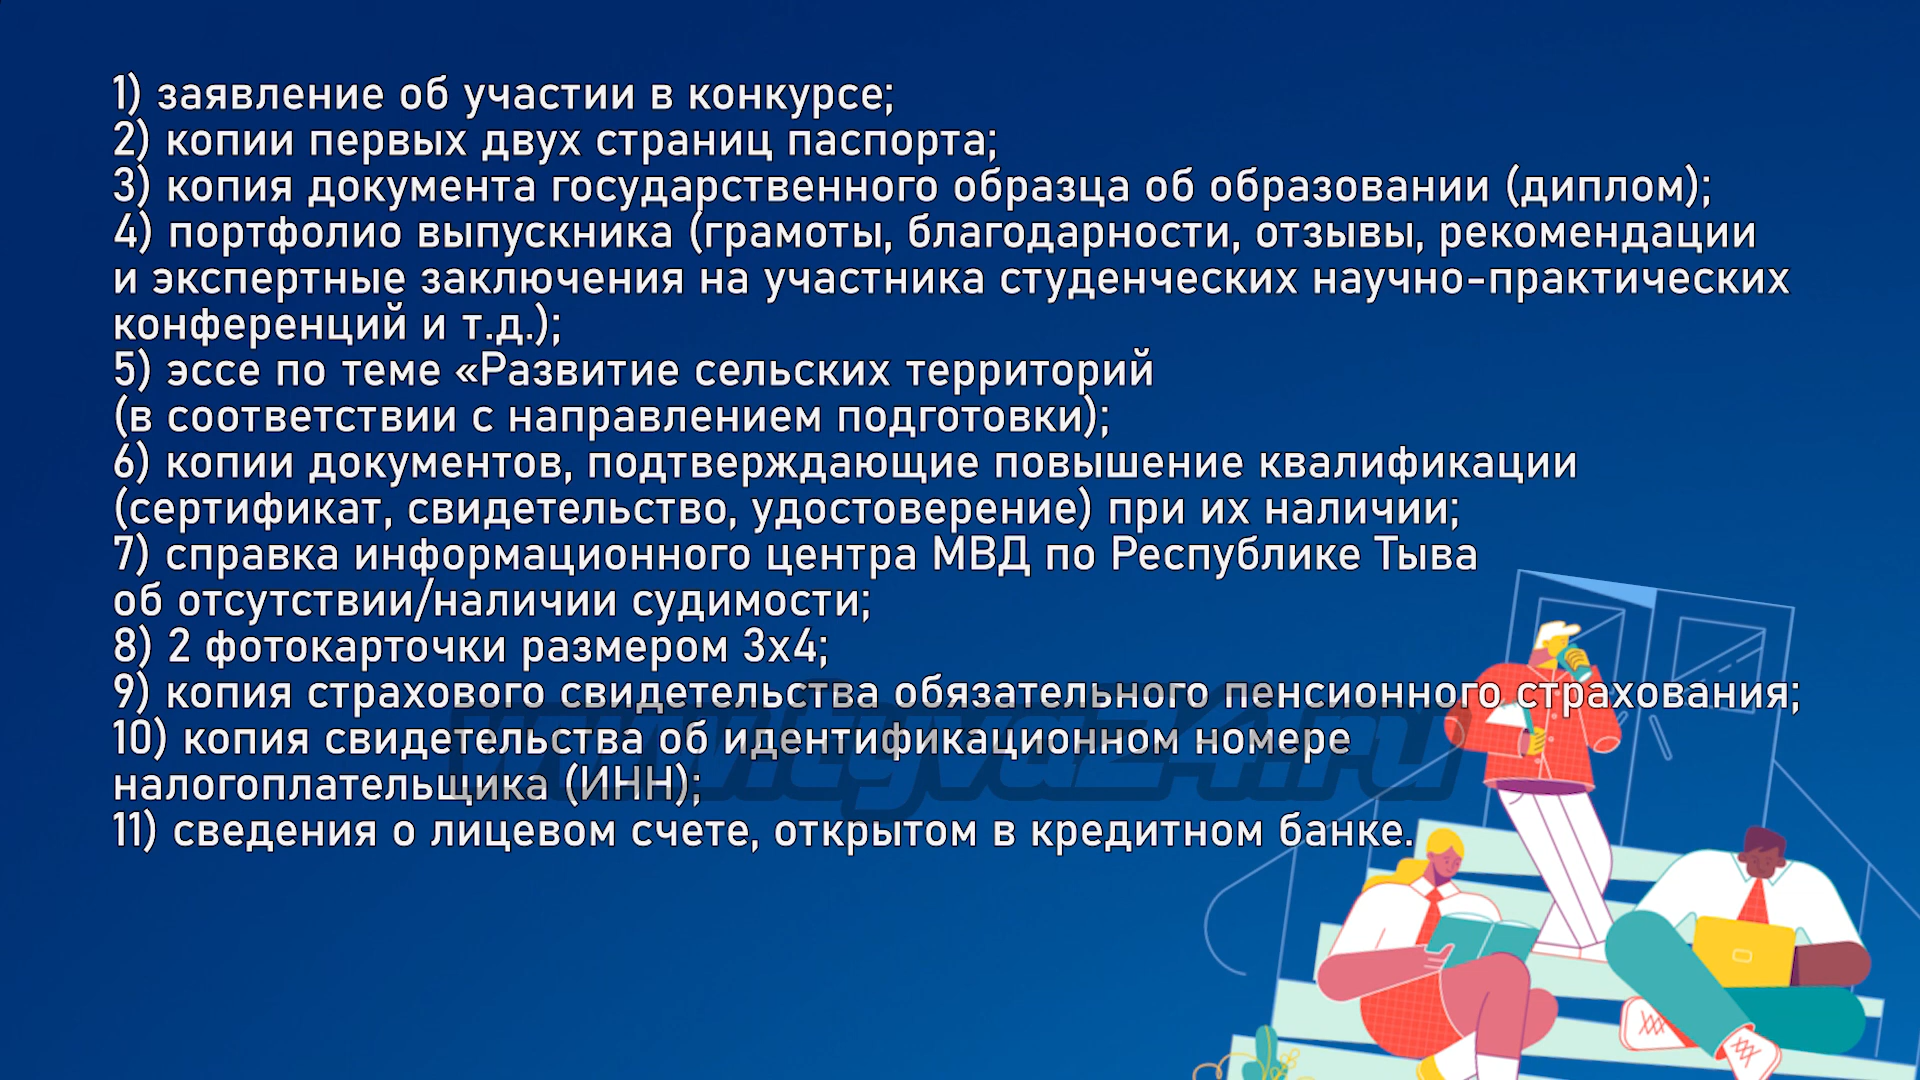 1) заявление об участии в конкурсе;
2) копии первых двух страниц паспорта;
3) копия документа государственного образца об образовании (диплом);
4) портфолио выпускника (грамоты, благодарности, отзывы, рекомендации
и экспертные заключения на участника студенческих научно-практических
конференций и т.д.);
5) эссе по теме «Развитие сельских территорий
(в соответствии с направлением подготовки);
6) копии документов, подтверждающие повышение квалификации
(сертификат, свидетельство, удостоверение) при их наличии;
7) справка информационного центра МВД по Республике Тыва
об отсутствии/наличии судимости;
8) 2 фотокарточки размером 3х4;
9) копия страхового свидетельства обязательного пенсионного страхования;
10) копия свидетельства об идентификационном номере
налогоплательщика (ИНН);
11) сведения о лицевом счете, открытом в кредитном банке.
www.tyva24.ru